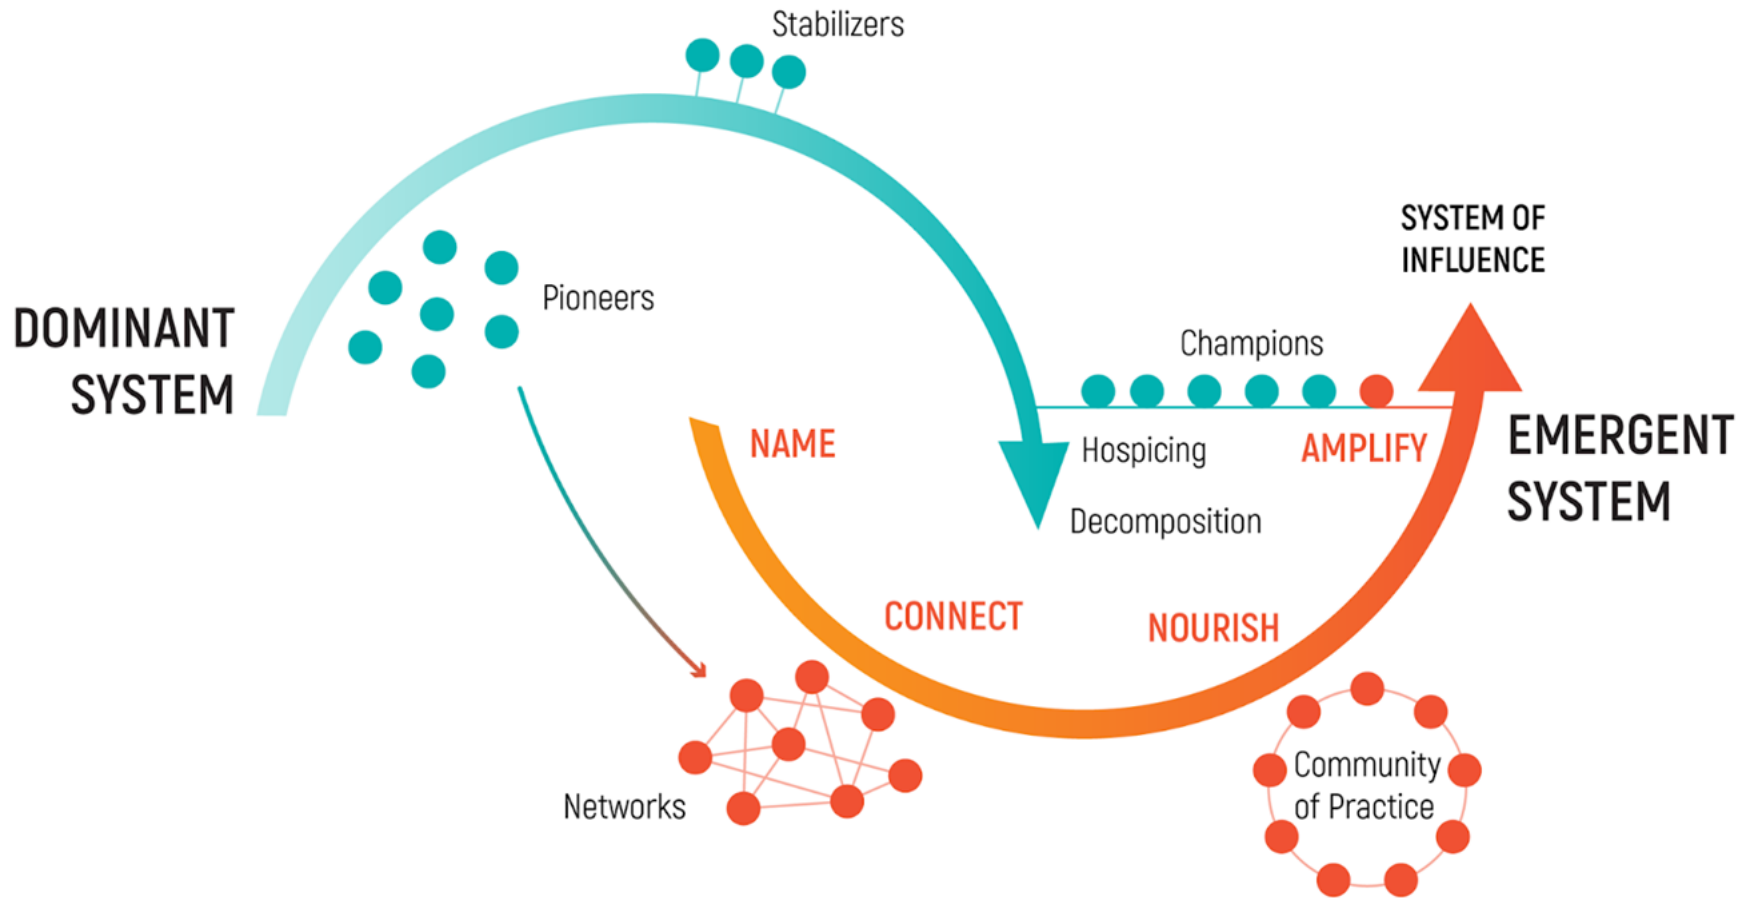 Stabilizers
Pioneers
DOMINANT
SYSTEM
SYSTEM OF
INFLUENCE
Champions
NAME
Hospicing
AMPLIFY
EMERGENT
SYSTEM
Decomposition
CONNECT
NOURISH
Networks
Community
of Practice